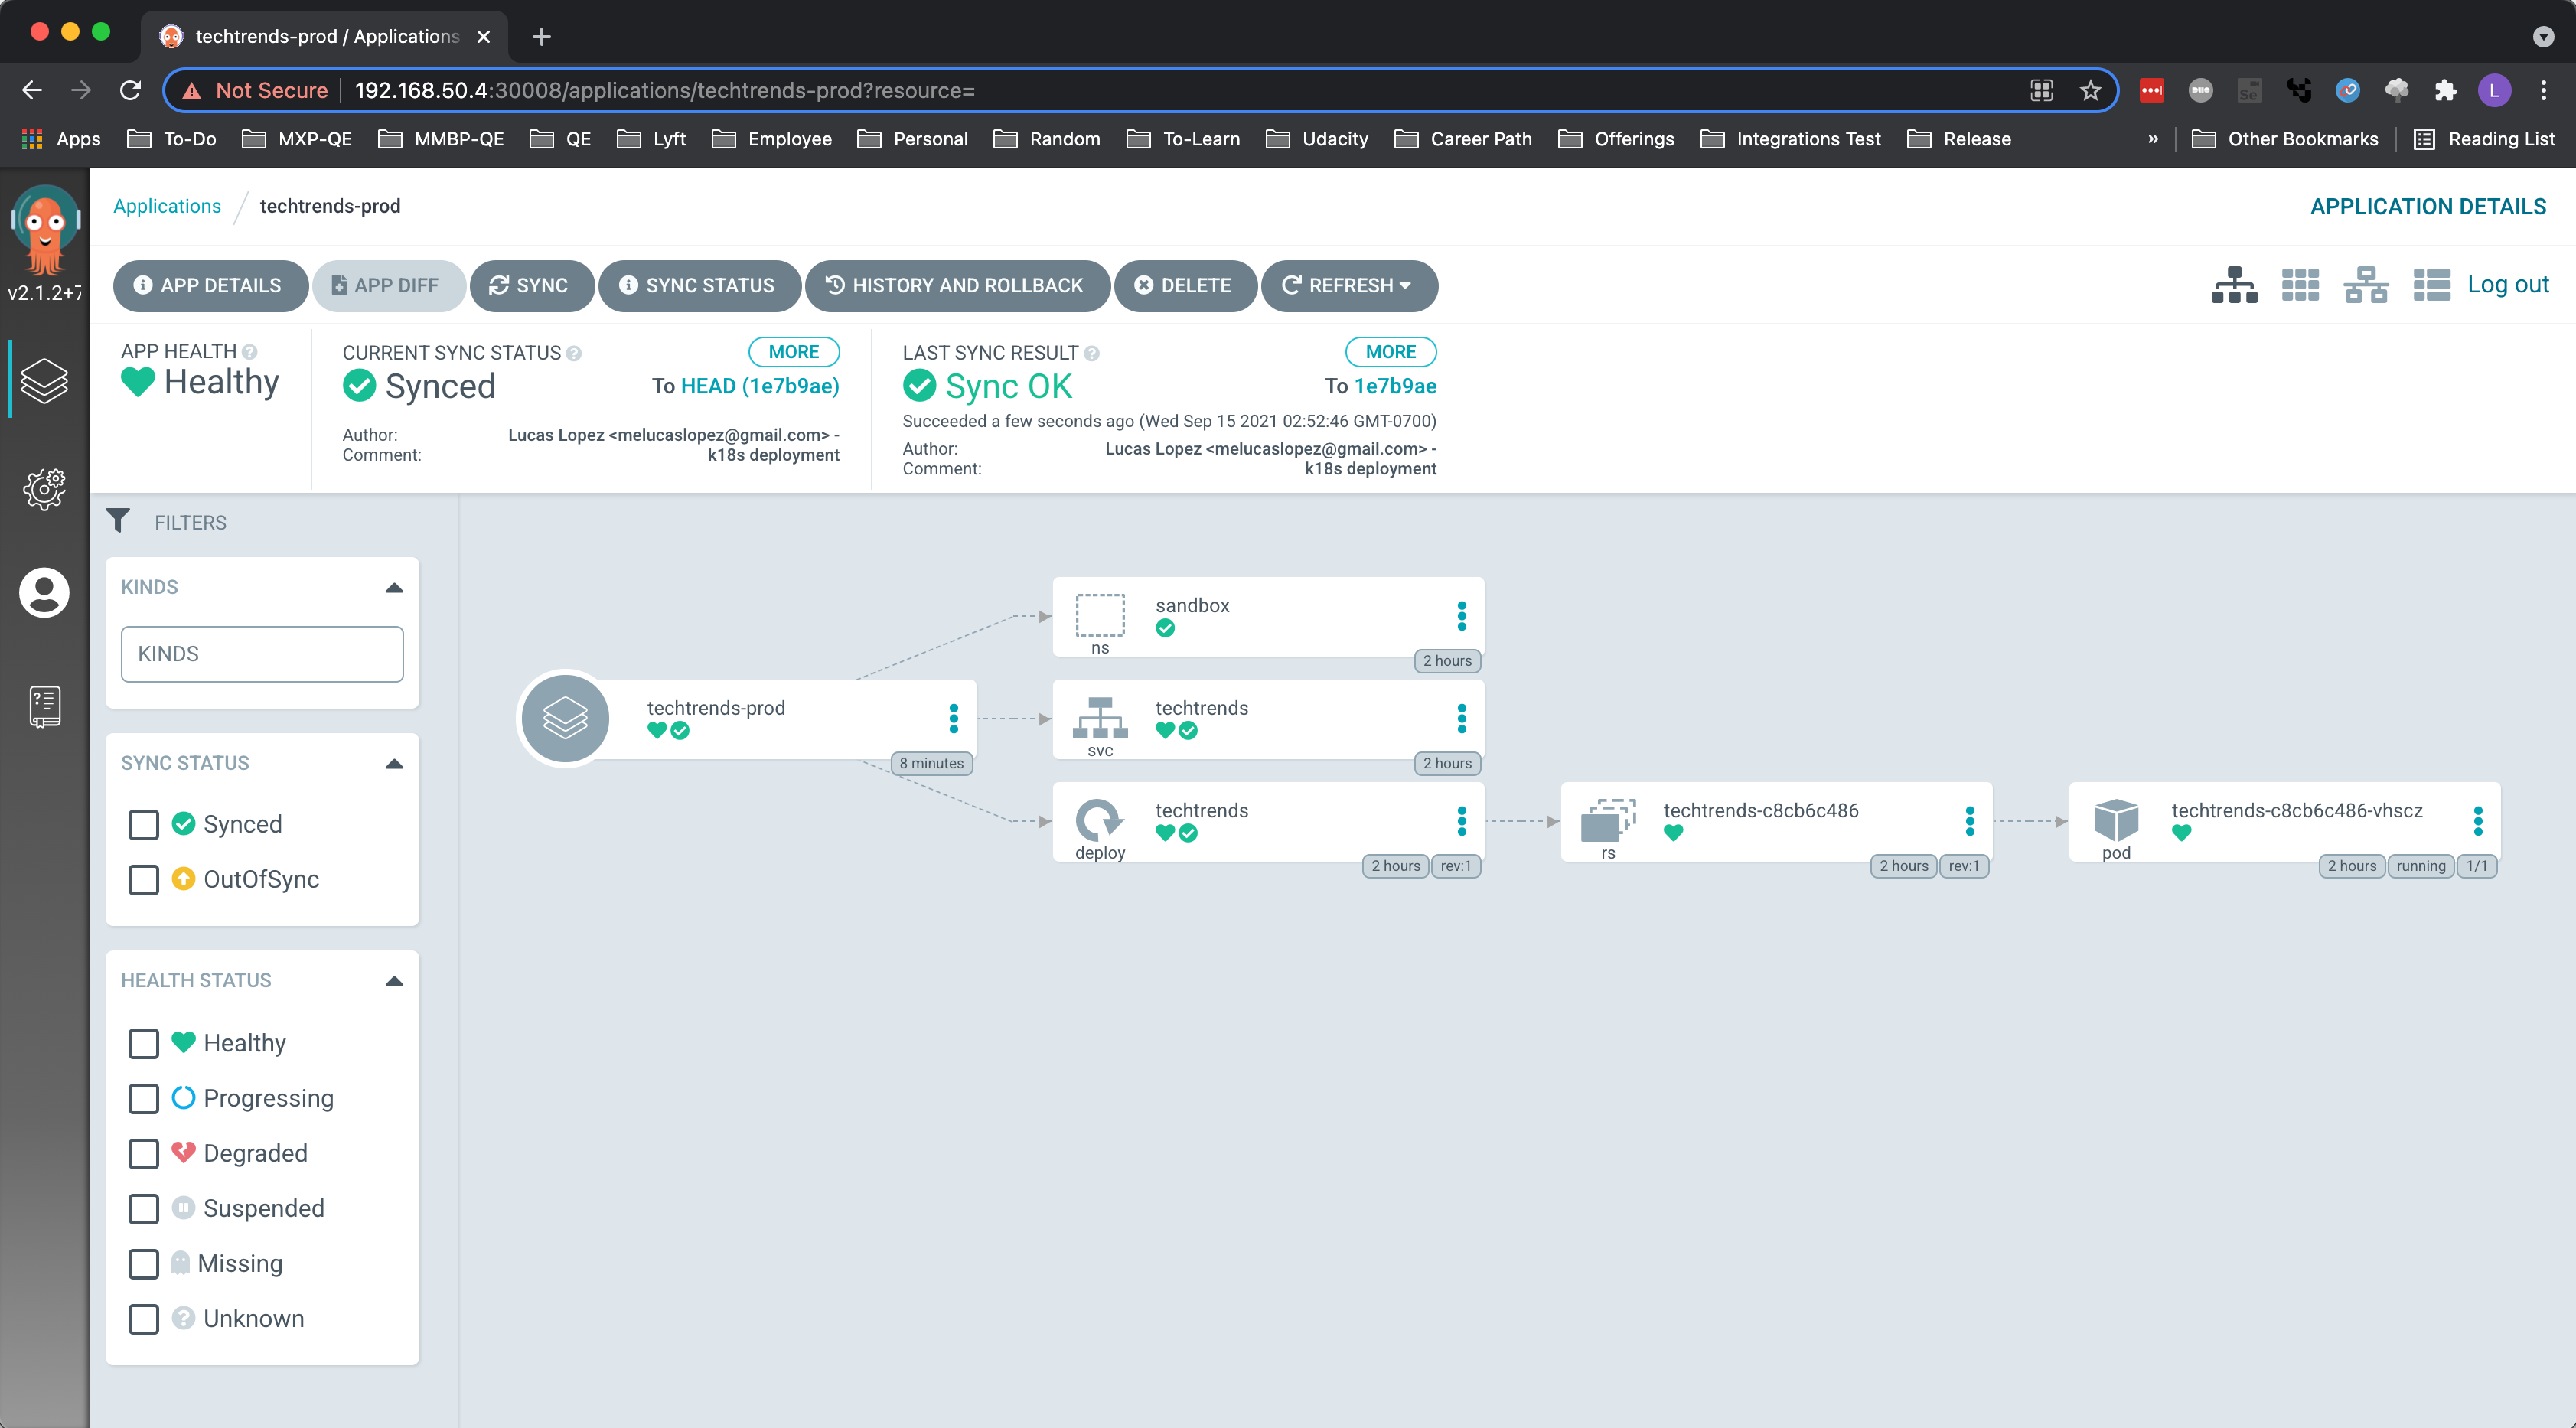 techtrends-prod / Applications
Not Secure | 192.168.50.4:30008/applications/techtrends-prod?resource=
L
Apps To-Do MXP-QE MMBP-QE QE Lyft Employee Personal Random To-Learn Udacity Career Path Offerings Integrations Test Release » Other Bookmarks Reading List
Applications / techtrends-prod APPLICATION DETAILS
v2.1.2+7
APP DETAILS APP DIFF SYNC SYNC STATUS HISTORY AND ROLLBACK DELETE REFRESH Log out
APP HEALTH
Healthy
CURRENT SYNC STATUS MORE
Synced To HEAD (1e7b9ae)
Author: Lucas Lopez <melucaslopez@gmail.com> -
Comment: k18s deployment
LAST SYNC RESULT MORE
Sync OK To 1e7b9ae
Succeeded a few seconds ago (Wed Sep 15 2021 02:52:46 GMT-0700)
Author: Lucas Lopez <melucaslopez@gmail.com> -
Comment: k18s deployment
FILTERS
KINDS
KINDS
SYNC STATUS
Synced
OutOfSync
HEALTH STATUS
Healthy
Progressing
Degraded
Suspended
Missing
Unknown
techtrends-prod
8 minutes
sandbox
ns
2 hours
techtrends
svc
2 hours
techtrends
deploy
2 hours rev:1
techtrends-c8cb6c486
rs
2 hours rev:1
techtrends-c8cb6c486-vhscz
pod
2 hours running 1/1